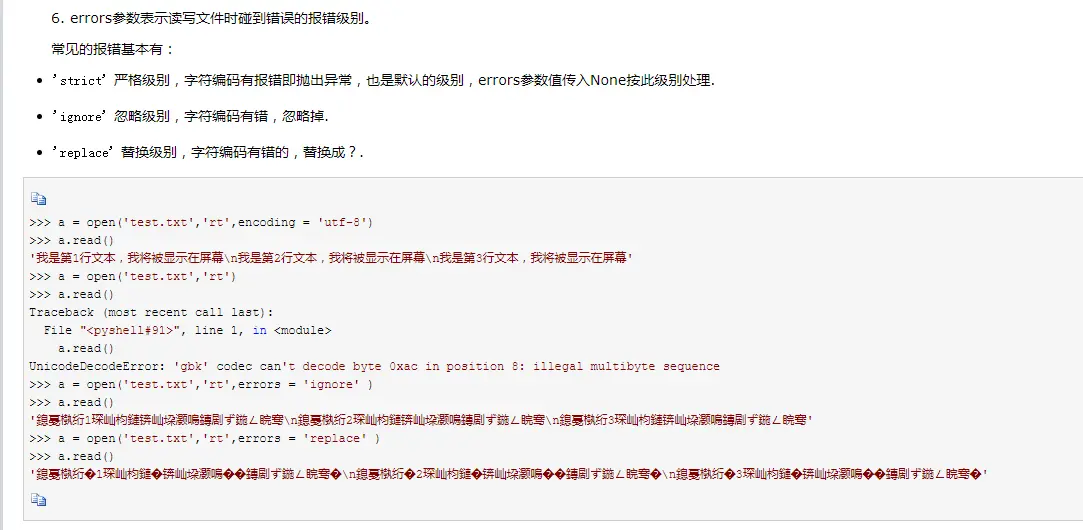 6. errors参数表示读写文件时碰到错误的报错级别。
常见的报错基本有：
'strict' 严格级别，字符编码有报错即抛出异常，也是默认的级别，errors参数值传入None按此级别处理.
'ignore' 忽略级别，字符编码有错，忽略掉.
'replace' 替换级别，字符编码有错的，替换成？.
>>> a = open('test.txt','rt',encoding = 'utf-8')
>>> a.read()
'我是第1行文本，我将被显示在屏幕\n我是第2行文本，我将被显示在屏幕\n我是第3行文本，我将被显示在屏幕'
>>> a = open('test.txt','rt')
>>> a.read()
Traceback (most recent call last):
  File "<pyshell#91>", line 1, in <module>
    a.read()
UnicodeDecodeError: 'gbk' codec can't decode byte 0xac in position 8: illegal multibyte sequence
>>> a = open('test.txt','rt',errors = 'ignore' )
>>> a.read()
'鎴戞槸绗1琛屾枃鏈锛屾垜灏嗚鏄剧ず鍦ㄥ睆骞\n鎴戞槸绗2琛屾枃鏈锛屾垜灏嗚鏄剧ず鍦ㄥ睆骞\n鎴戞槸绗3琛屾枃鏈锛屾垜灏嗚鏄剧ず鍦ㄥ睆骞'
>>> a = open('test.txt','rt',errors = 'replace' )
>>> a.read()
'鎴戞槸绗�1琛屾枃鏈�锛屾垜灏嗚��鏄剧ず鍦ㄥ睆骞�\n鎴戞槸绗�2琛屾枃鏈�锛屾垜灏嗚��鏄剧ず鍦ㄥ睆骞�\n鎴戞槸绗�3琛屾枃鏈�锛屾垜灏嗚��鏄剧ず鍦ㄥ睆骞�'